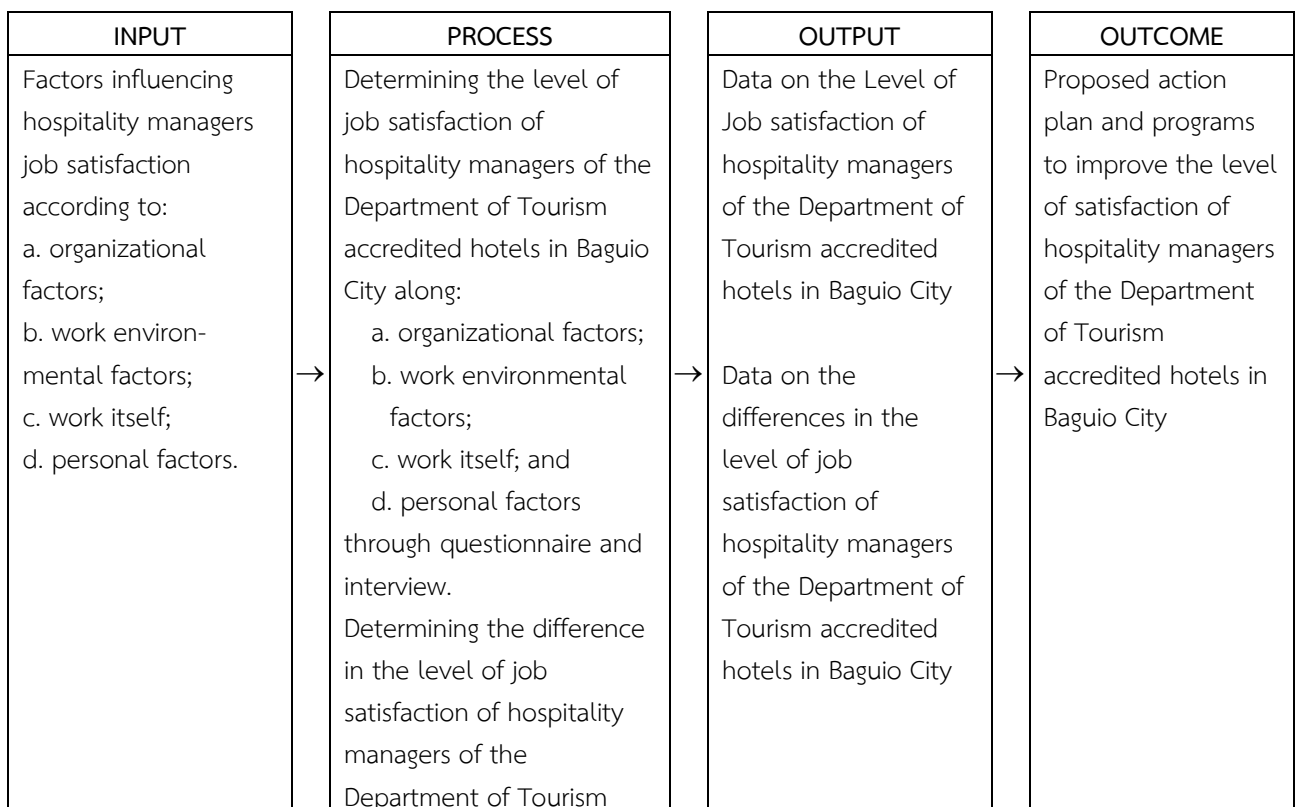 INPUT
Factors influencing
hospitality managers
job satisfaction
according to:
a. organizational
factors;
b. work environ-
mental factors;
c. work itself;
d. personal factors.
→
PROCESS
Determining the level of
job satisfaction of
hospitality managers of the
Department of Tourism
accredited hotels in Baguio
City along:
a. organizational factors;
b. work environmental
factors;
c. work itself; and
d. personal factors
through questionnaire and
interview.
Determining the difference
in the level of job
satisfaction of hospitality
managers of the
Department of Tourism
→
OUTPUT
Data on the Level of
Job satisfaction of
hospitality managers
of the Department of
Tourism accredited
hotels in Baguio City
Data on the
differences in the
level of job
satisfaction of
hospitality managers
of the Department of
Tourism accredited
hotels in Baguio City
→
OUTCOME
Proposed action
plan and programs
to improve the level
of satisfaction of
hospitality managers
of the Department
of Tourism
accredited hotels in
Baguio City